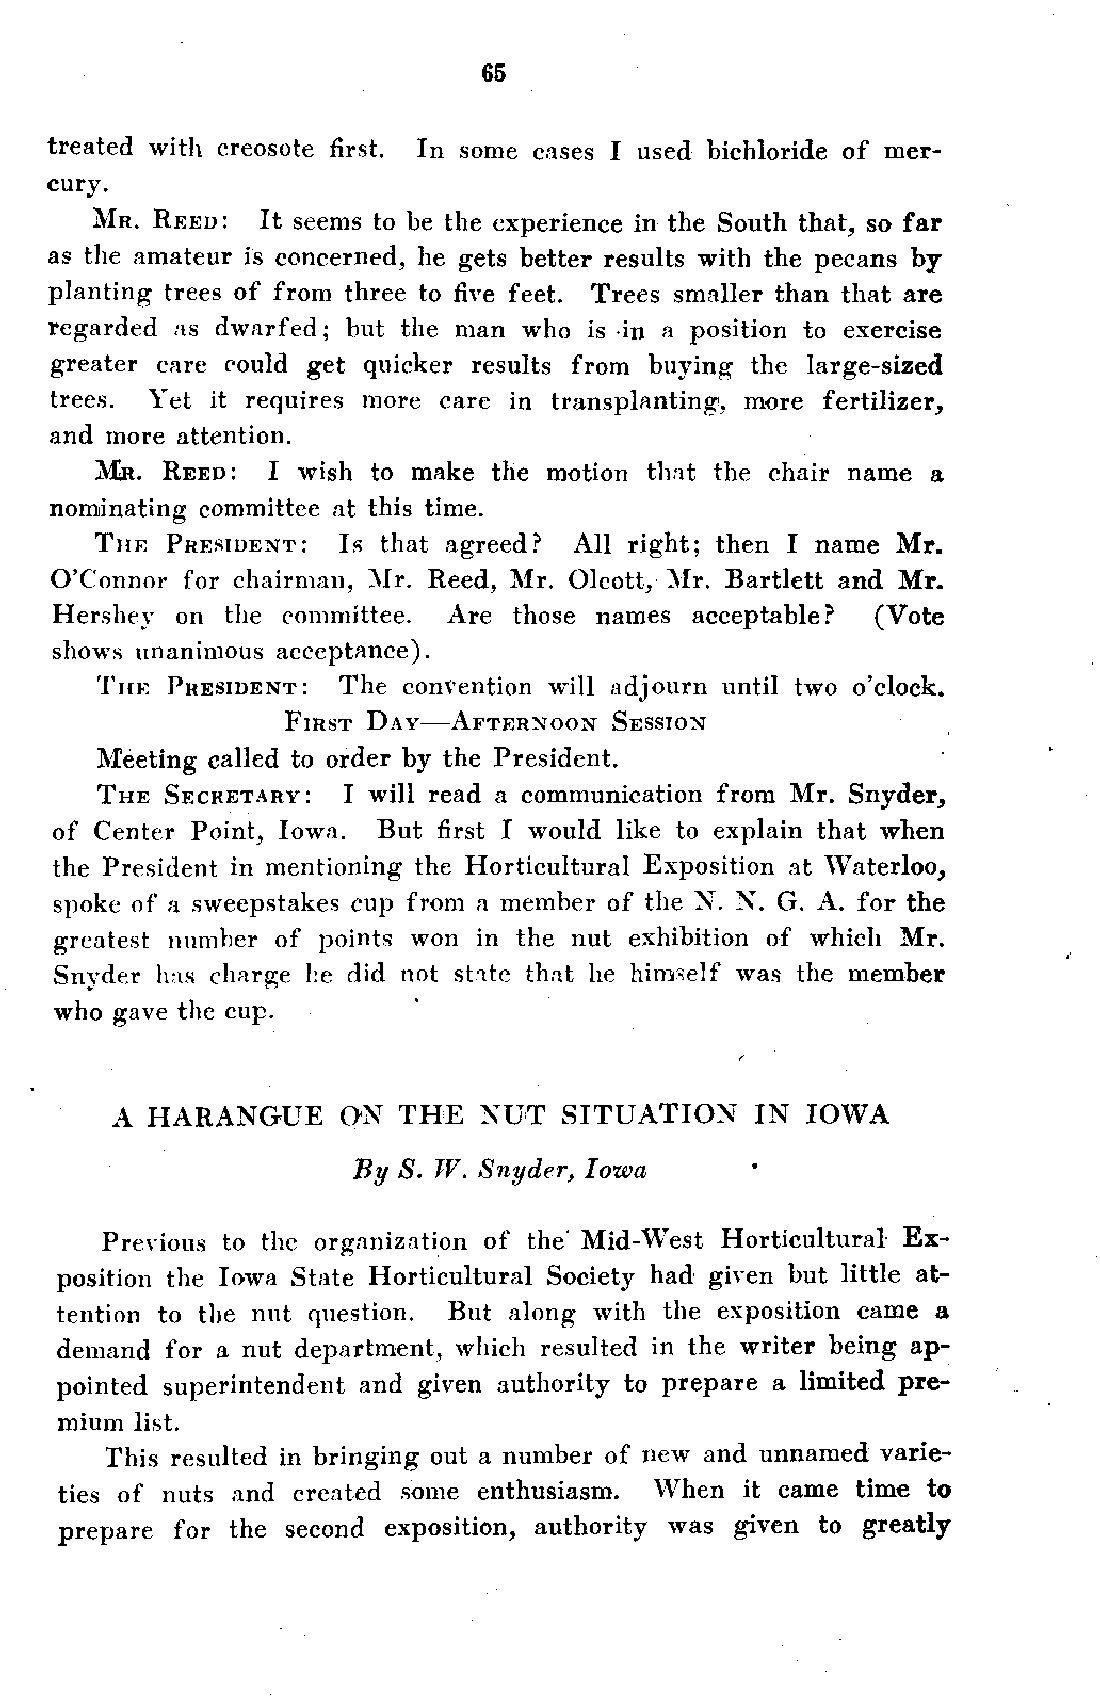 65
treated with creosote first. In some cases I used bichloride of mer-
cury.
MR. REED: It seems to be the experience in the South that, so far
as the amateur is concerned, he gets better results with the pecans by
planting trees of from three to five feet. Trees smaller than that are
regarded as dwarfed; but the man who is in a position to exercise
greater care could get quicker results from buying the large-sized
trees. Yet it requires more care in transplanting, more fertilizer,
and more attention.
MR. REED: I wish to make the motion that the chair name a
nominating committee at this time.
THE PRESIDENT: Is that agreed? All right; then I name Mr.
O'Connor for chairman, Mr. Reed, Mr. Olcott, Mr. Bartlett and Mr.
Hershey on the committee. Are those names acceptable? (Vote
shows unanimous acceptance).
THE PRESIDENT: The convention will adjourn until two o'clock.
FIRST DAY—AFTERNOON SESSION
Meeting called to order by the President.
THE SECRETARY: I will read a communication from Mr. Snyder,
of Center Point, Iowa. But first I would like to explain that when
the President in mentioning the Horticultural Exposition at Waterloo,
spoke of a sweepstakes cup from a member of the N. N. G. A. for the
greatest number of points won in the nut exhibition of which Mr.
Snyder has charge he did not state that he himself was the member
who gave the cup.
A HARANGUE ON THE NUT SITUATION IN IOWA
By S. W. Snyder, Iowa
Previous to the organization of the Mid-West Horticultural Ex-
position the Iowa State Horticultural Society had given but little at-
tention to the nut question. But along with the exposition came a
demand for a nut department, which resulted in the writer being ap-
pointed superintendent and given authority to prepare a limited pre-
mium list.
This resulted in bringing out a number of new and unnamed varie-
ties of nuts and created some enthusiasm. When it came time to
prepare for the second exposition, authority was given to greatly